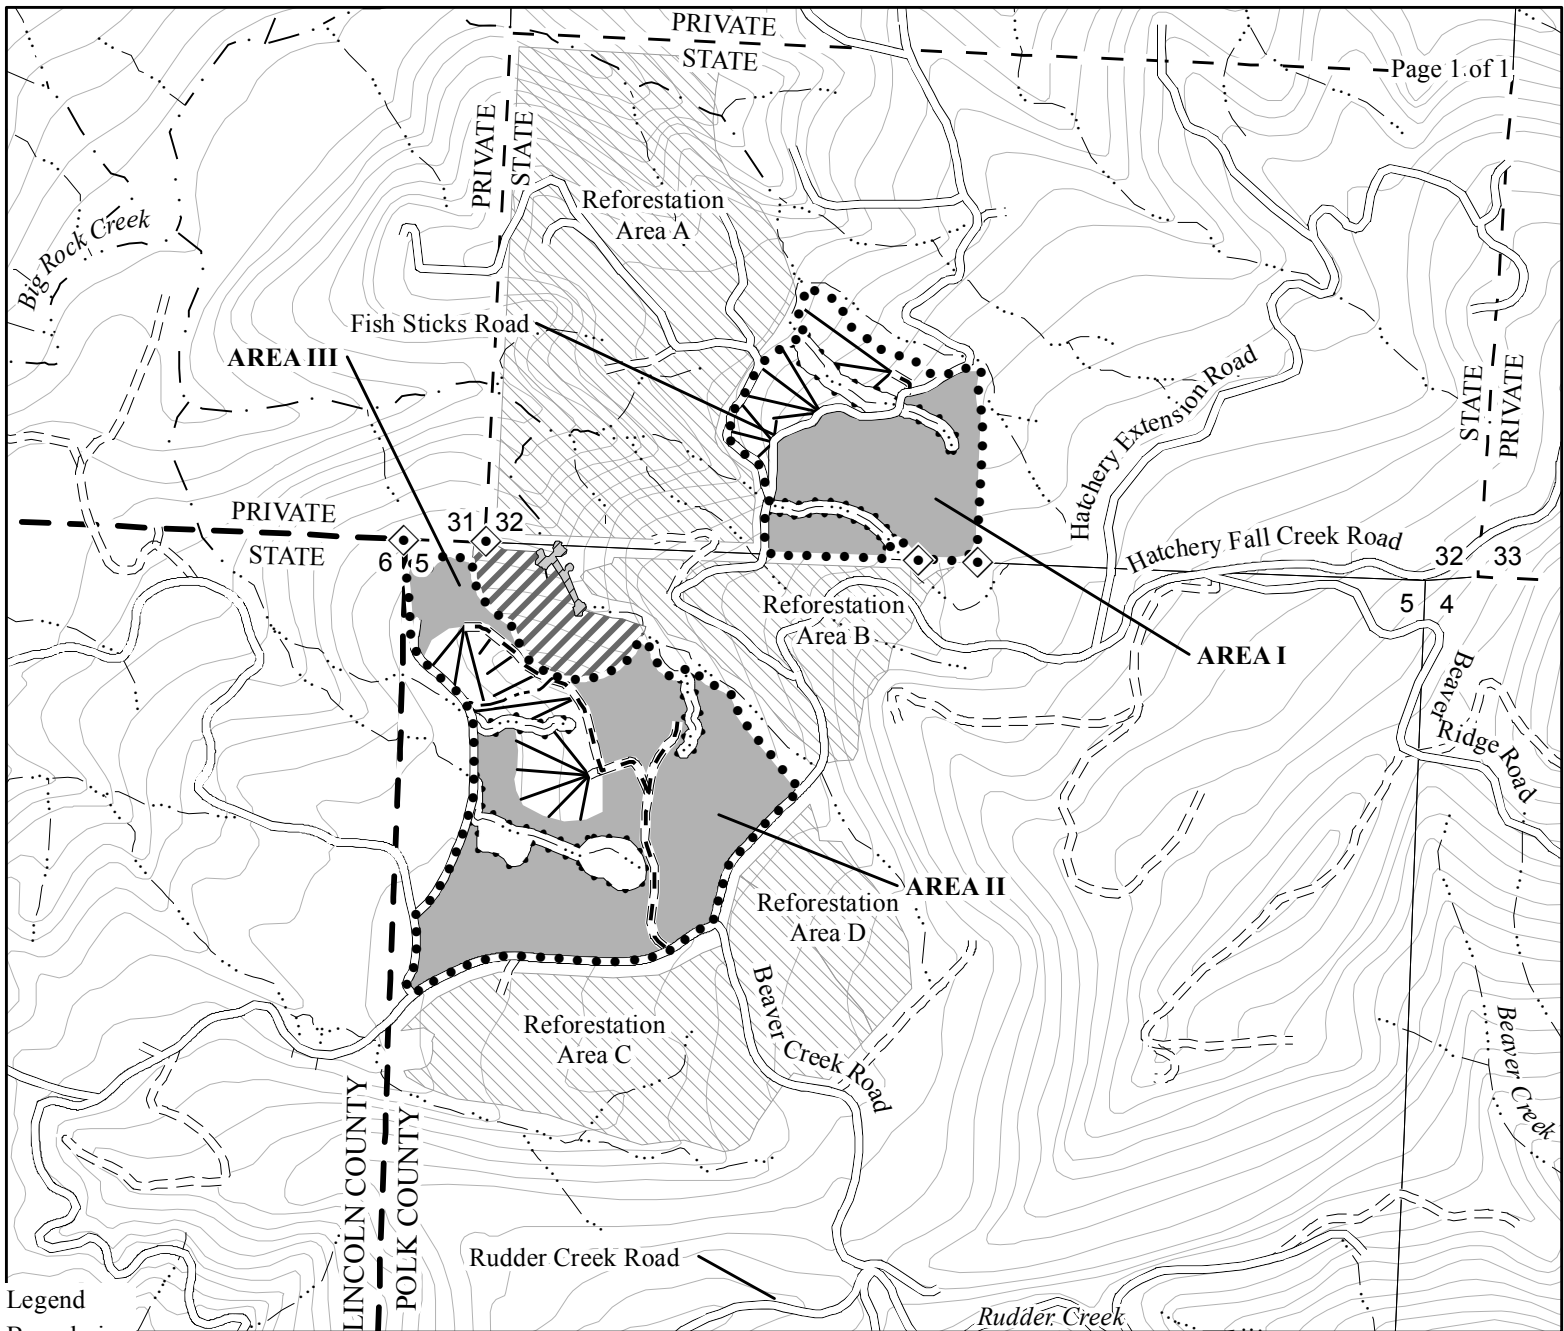 PRIVATE
STATE
Page 1 of 1
PRIVATE
STATE
Reforestation
Area A
Big Rock Creek
Fish Sticks Road
AREA III
Hatchery Extension Road
STATE
PRIVATE
PRIVATE
STATE
31 32
6 5
Hatchery Fall Creek Road
32 33
5 4
Reforestation
Area B
AREA I
Beaver
Ridge Road
AREA II
Reforestation
Area D
Beaver Creek Road
Reforestation
Area C
Beaver Creek
LINCOLN COUNTY
POLK COUNTY
Rudder Creek Road
Rudder Creek
Legend